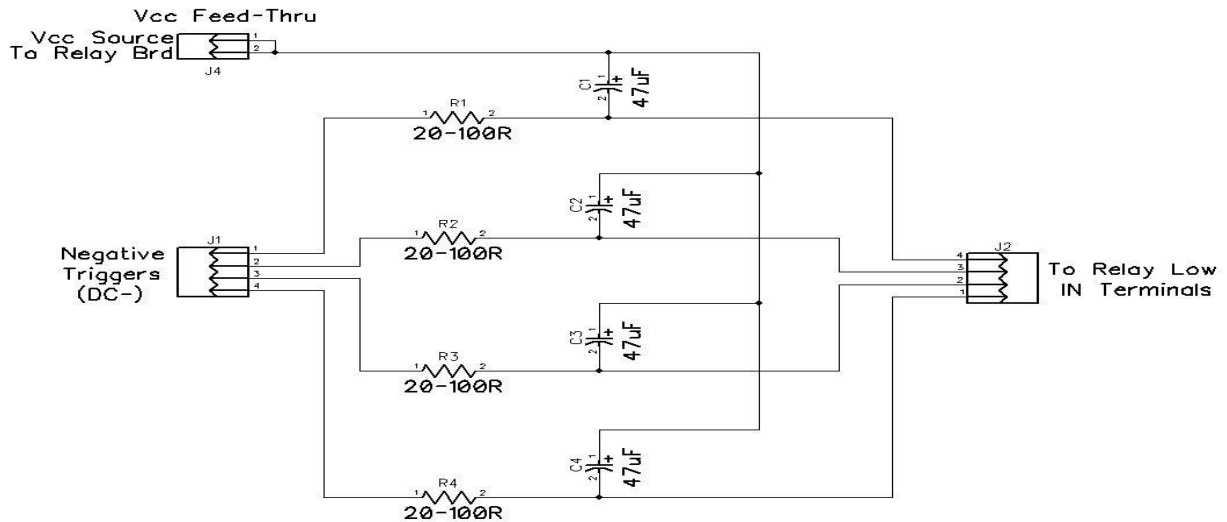 Vcc Feed-Thru
Vcc Source
To Relay Brd
1
2
J4
C1
1
2
+
47uF
R1
1
2
20-100R
C2
1
2
+
47uF
R2
1
2
20-100R
J1
Negative
Triggers
(DC-)
1
2
3
4
J2
4
3
2
1
To Relay Low
IN Terminals
C3
1
2
+
47uF
R3
1
2
20-100R
C4
1
2
+
47uF
R4
1
2
20-100R